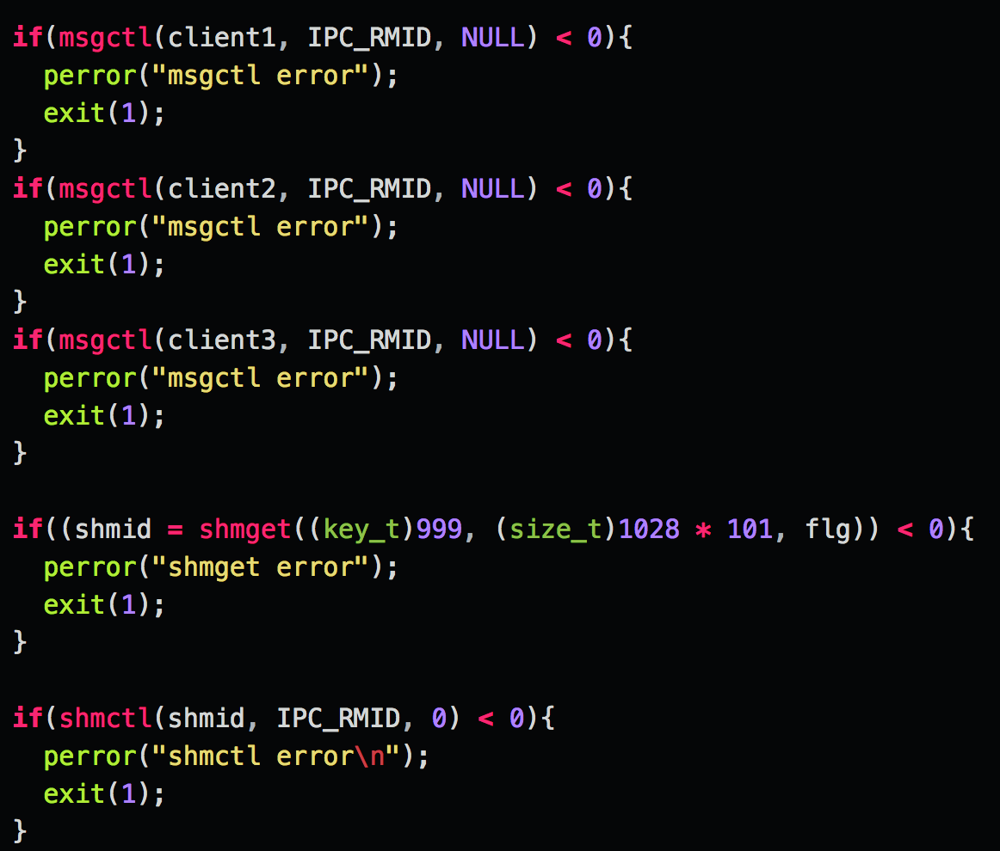 if(msgctl(client1, IPC_RMID, NULL) < 0){
  perror("msgctl error");
  exit(1);
}
if(msgctl(client2, IPC_RMID, NULL) < 0){
  perror("msgctl error");
  exit(1);
}
if(msgctl(client3, IPC_RMID, NULL) < 0){
  perror("msgctl error");
  exit(1);
}

if((shmid = shmget((key_t)999, (size_t)1028 * 101, flg)) < 0){
  perror("shmget error");
  exit(1);
}

if(shmctl(shmid, IPC_RMID, 0) < 0){
  perror("shmctl error\n");
  exit(1);
}